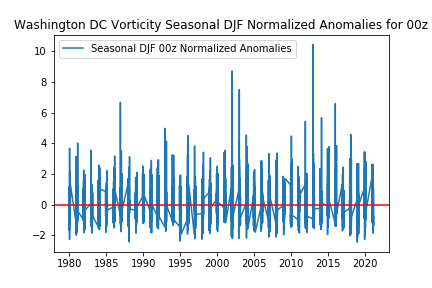 Washington DC Vorticity Seasonal DJF Normalized Anomalies for 00z
Seasonal DJF 00z Normalized Anomalies
10
8
6
4
2
0
−2
1980 1985 1990 1995 2000 2005 2010 2015 2020